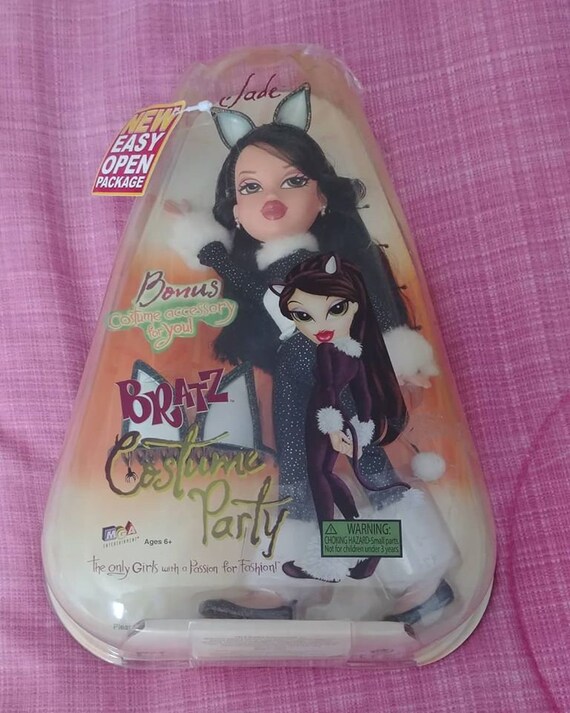 Jade
NEW
EASY
OPEN
PACKAGE
Bonus
Costume accessory
for you!
BRATZ™
Costume
Party
MGA
ENTERTAINMENT
Ages 6+
WARNING:
CHOKING HAZARD-Small parts.
Not for children under 3 years.
The only Girls with a Passion for Fashion!